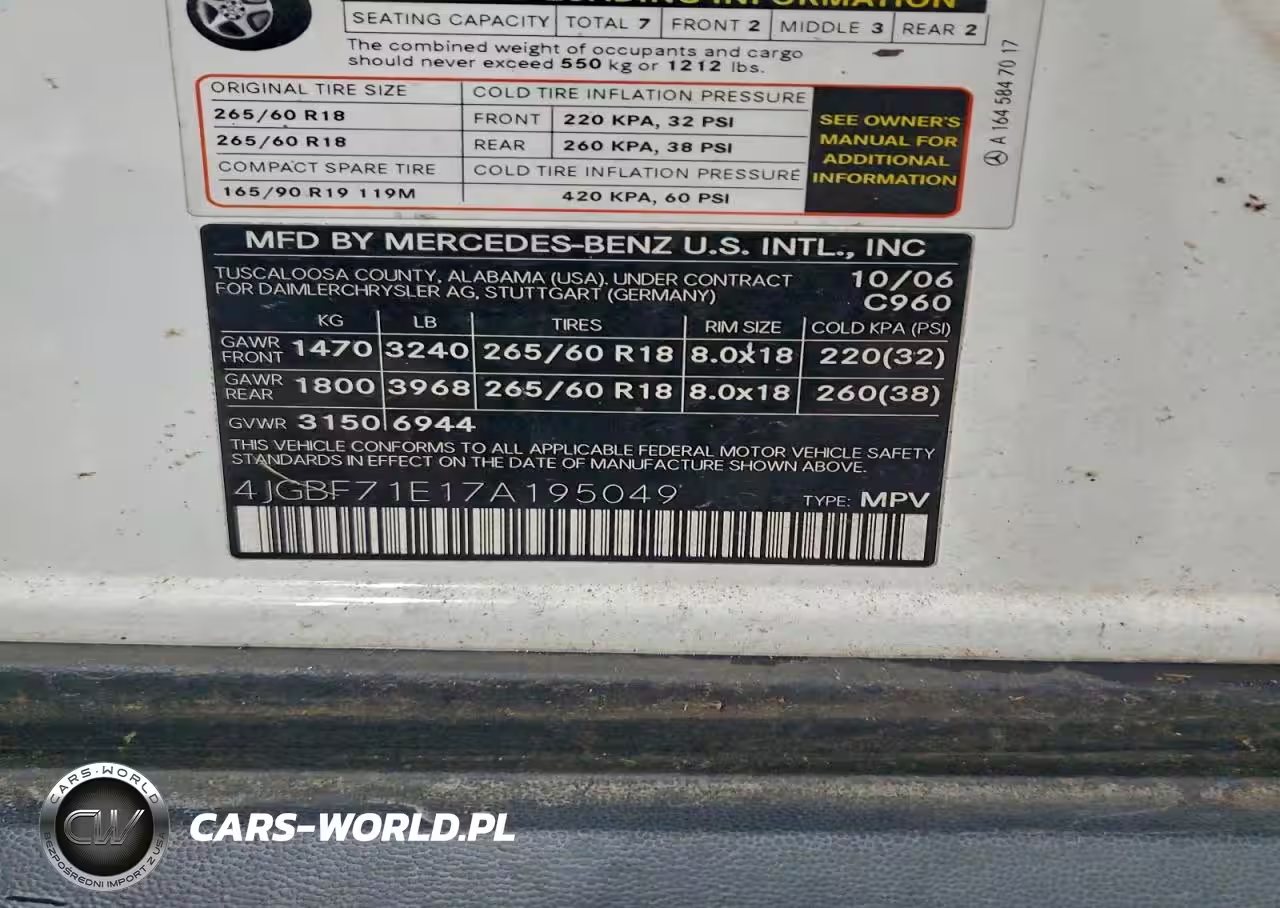 LOADING INFORMATION
SEATING CAPACITY TOTAL 7 FRONT 2 MIDDLE 3 REAR 2
The combined weight of occupants and cargo
should never exceed 550 kg or 1212 lbs.
ORIGINAL TIRE SIZE COLD TIRE INFLATION PRESSURE
265/60 R18 FRONT 220 KPA, 32 PSI
265/60 R18 REAR 260 KPA, 38 PSI
COMPACT SPARE TIRE COLD TIRE INFLATION PRESSURE
165/90 R19 119M 420 KPA, 60 PSI
SEE OWNER'S
MANUAL FOR
ADDITIONAL
INFORMATION
A 164 584 70 17
MFD BY MERCEDES-BENZ U.S. INTL., INC
TUSCALOOSA COUNTY, ALABAMA (USA). UNDER CONTRACT 10/06
FOR DAIMLERCHRYSLER AG, STUTTGART (GERMANY) C960
KG LB TIRES RIM SIZE COLD KPA (PSI)
GAWR FRONT 1470 3240 265/60 R18 8.0x18 220(32)
GAWR REAR 1800 3968 265/60 R18 8.0x18 260(38)
GVWR 3150 6944
THIS VEHICLE CONFORMS TO ALL APPLICABLE FEDERAL MOTOR VEHICLE SAFETY
STANDARDS IN EFFECT ON THE DATE OF MANUFACTURE SHOWN ABOVE.
4JGBF71E17A195049 TYPE: MPV
CARS-WORLD
CW
BEZPOŚREDNI IMPORT Z USA
CARS-WORLD.PL